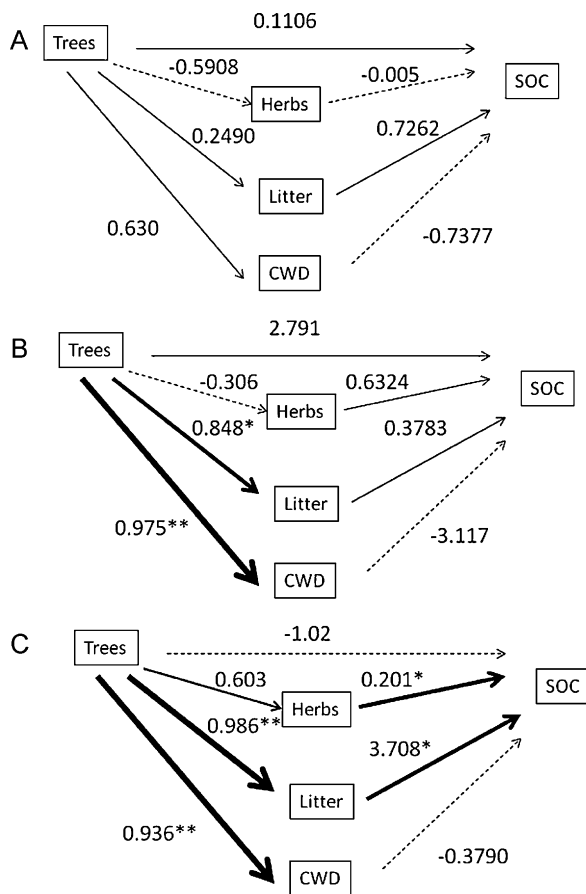 A
0.1106
Trees
-0.5908
-0.005
SOC
Herbs
0.2490
0.7262
Litter
0.630
-0.7377
CWD
B
2.791
Trees
-0.306
0.6324
SOC
Herbs
0.848*
0.3783
Litter
0.975**
-3.117
CWD
C
-1.02
Trees
0.603
0.201*
SOC
Herbs
0.986**
3.708*
Litter
0.936**
-0.3790
CWD